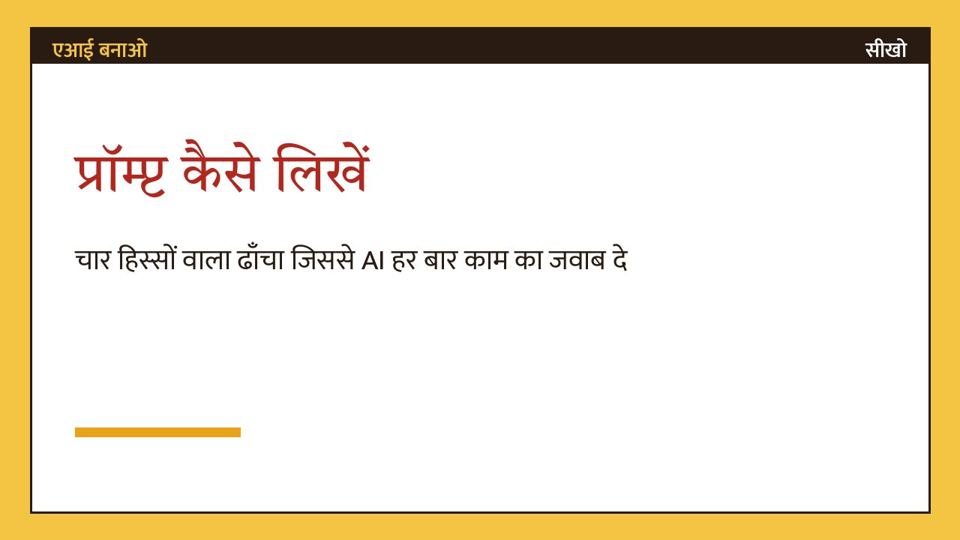 एआई बनाओ
सीखो
प्रॉम्प्ट कैसे लिखें
चार हिस्सों वाला ढाँचा जिससे AI हर बार काम का जवाब दे